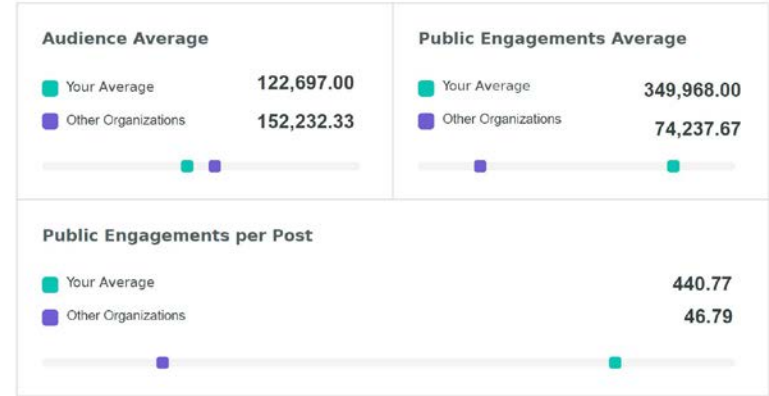 Audience Average
Your Average 122,697.00
Other Organizations 152,232.33
Public Engagements Average
Your Average 349,968.00
Other Organizations 74,237.67
Public Engagements per Post
Your Average 440.77
Other Organizations 46.79